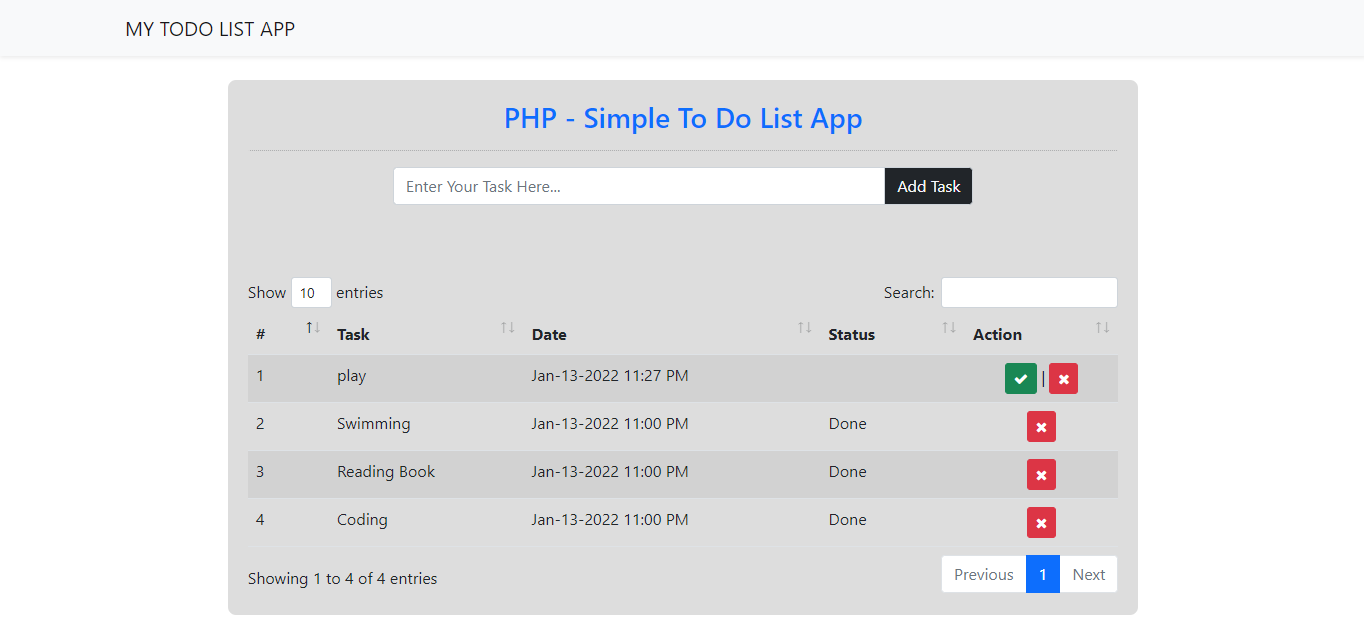 MY TODO LIST APP
PHP - Simple To Do List App
Enter Your Task Here... Add Task
Show 10 entries Search:
# Task Date Status Action
1 play Jan-13-2022 11:27 PM |
2 Swimming Jan-13-2022 11:00 PM Done
3 Reading Book Jan-13-2022 11:00 PM Done
4 Coding Jan-13-2022 11:00 PM Done
Showing 1 to 4 of 4 entries Previous 1 Next